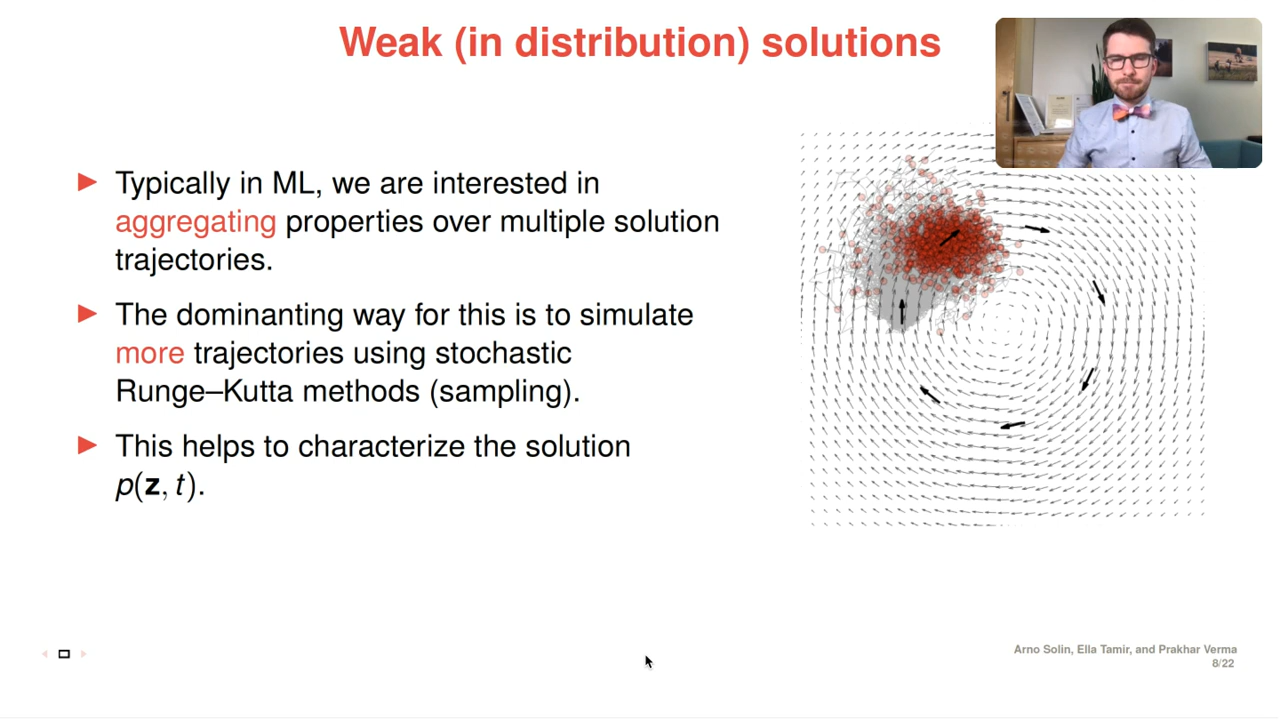 Weak (in distribution) solutions
▶ Typically in ML, we are interested in
aggregating properties over multiple solution
trajectories.
▶ The dominanting way for this is to simulate
more trajectories using stochastic
Runge–Kutta methods (sampling).
▶ This helps to characterize the solution
p(z, t).
Arno Solin, Ella Tamir, and Prakhar Verma
8/22